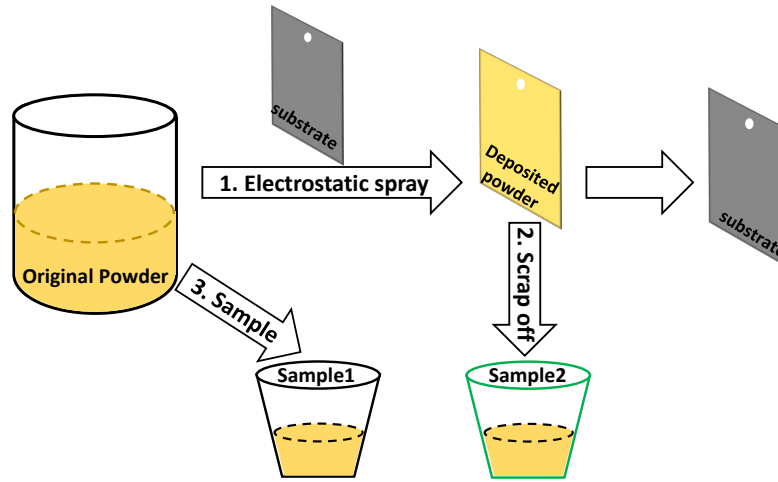 substrate
1. Electrostatic spray
Deposited
powder
substrate
Original Powder
2. Scrap off
3. Sample
Sample1
Sample2